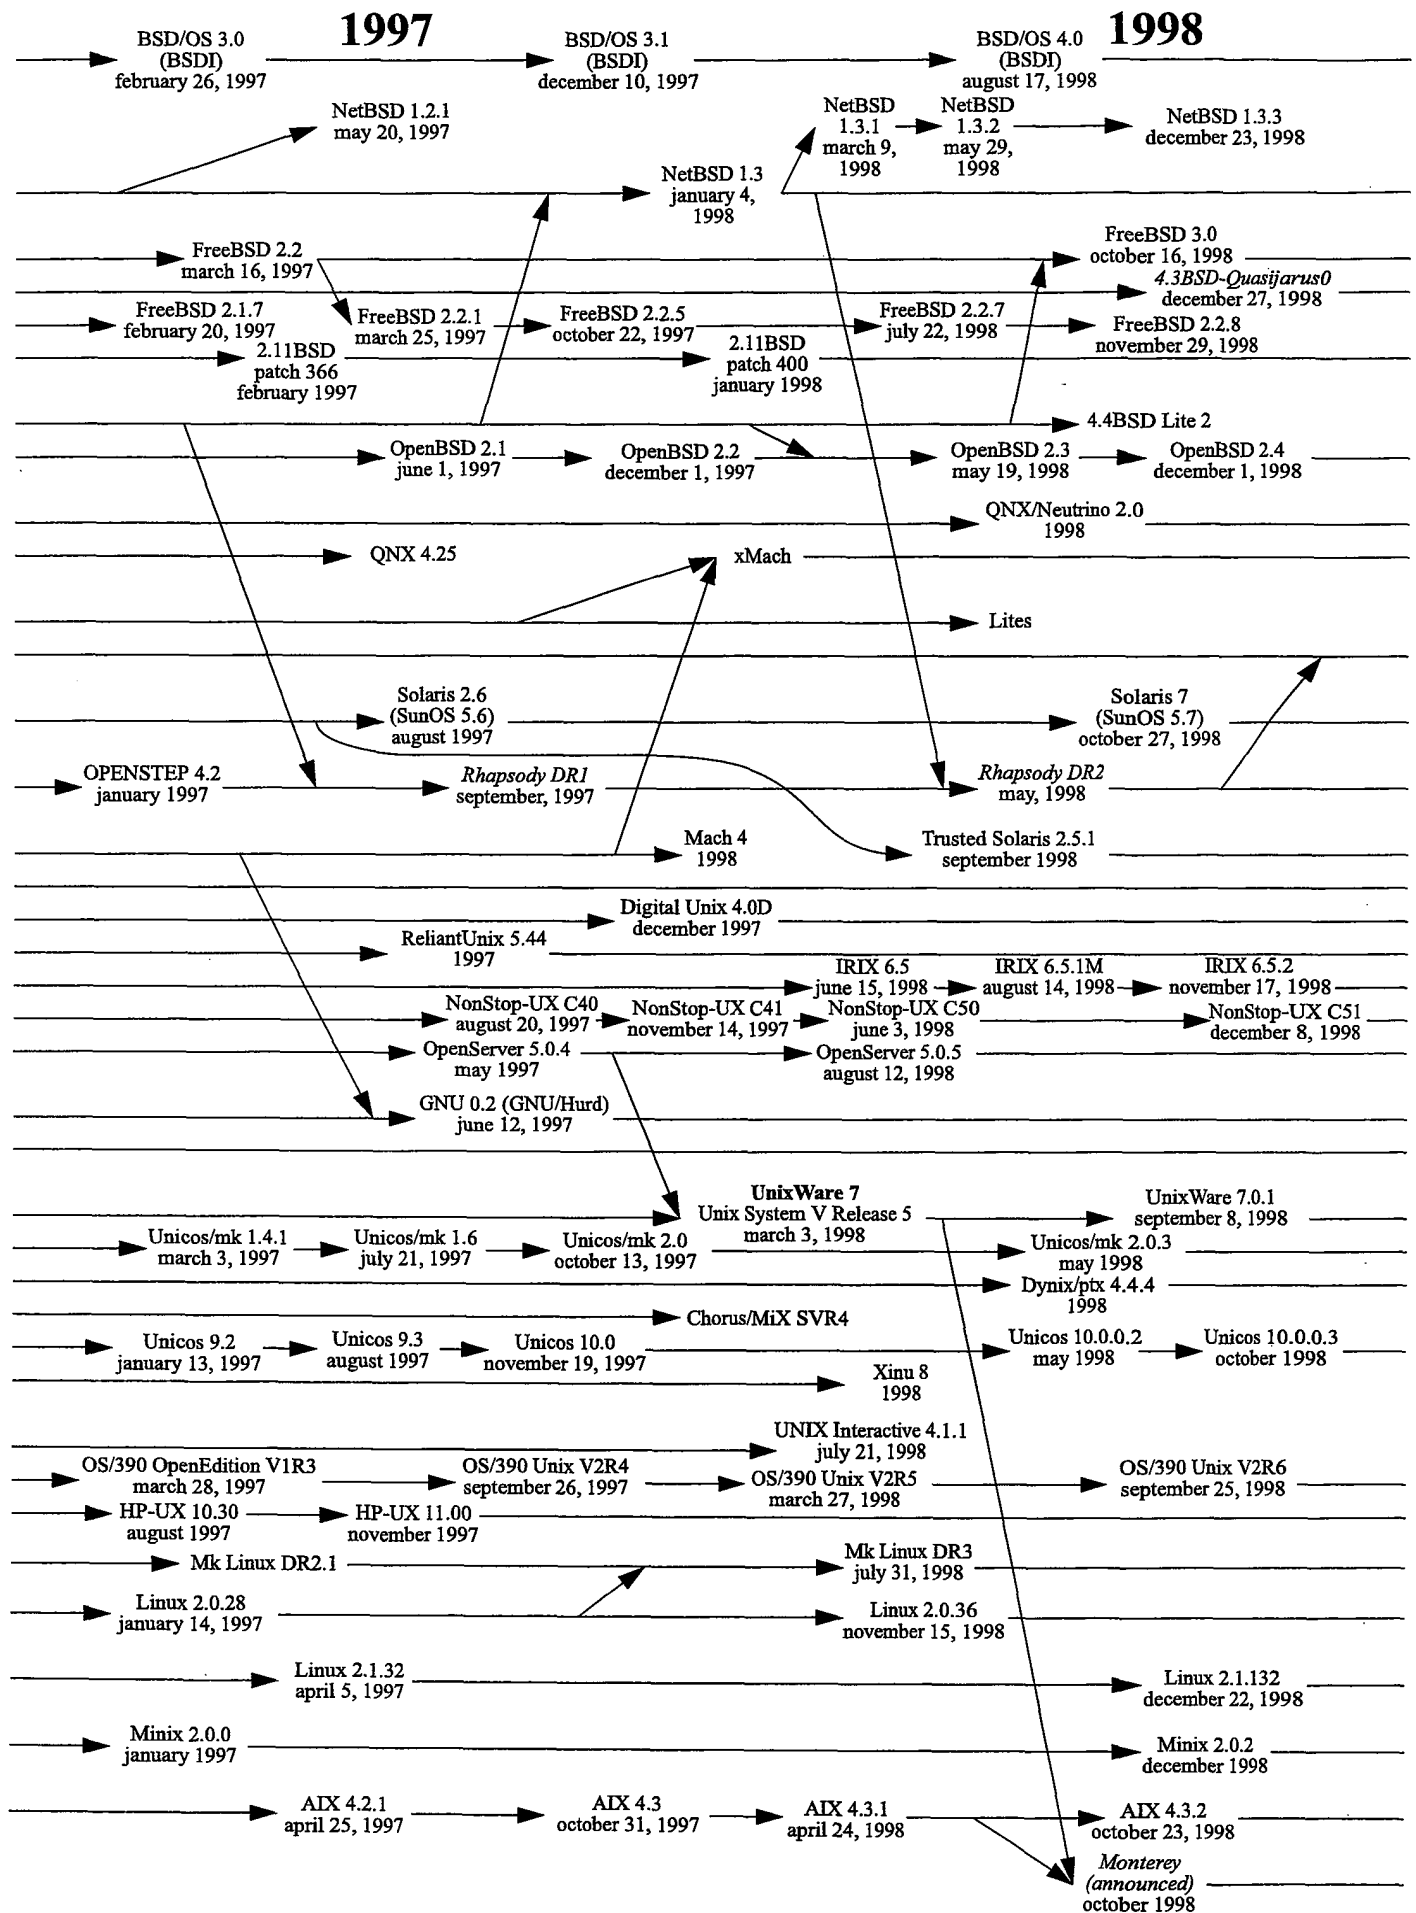 1997
1998
BSD/OS 3.0
(BSDI)
february 26, 1997
BSD/OS 3.1
(BSDI)
december 10, 1997
BSD/OS 4.0
(BSDI)
august 17, 1998
NetBSD 1.2.1
may 20, 1997
NetBSD
1.3.1
march 9,
1998
NetBSD
1.3.2
may 29,
1998
NetBSD 1.3.3
december 23, 1998
NetBSD 1.3
january 4,
1998
FreeBSD 2.2
march 16, 1997
FreeBSD 3.0
october 16, 1998
4.3BSD-Quasijarus0
december 27, 1998
FreeBSD 2.1.7
february 20, 1997
FreeBSD 2.2.1
march 25, 1997
FreeBSD 2.2.5
october 22, 1997
FreeBSD 2.2.7
july 22, 1998
FreeBSD 2.2.8
november 29, 1998
2.11BSD
patch 366
february 1997
2.11BSD
patch 400
january 1998
4.4BSD Lite 2
OpenBSD 2.1
june 1, 1997
OpenBSD 2.2
december 1, 1997
OpenBSD 2.3
may 19, 1998
OpenBSD 2.4
december 1, 1998
QNX/Neutrino 2.0
1998
QNX 4.25
xMach
Lites
Solaris 2.6
(SunOS 5.6)
august 1997
Solaris 7
(SunOS 5.7)
october 27, 1998
OPENSTEP 4.2
january 1997
Rhapsody DR1
september, 1997
Rhapsody DR2
may, 1998
Mach 4
1998
Trusted Solaris 2.5.1
september 1998
Digital Unix 4.0D
december 1997
ReliantUnix 5.44
1997
IRIX 6.5
june 15, 1998
IRIX 6.5.1M
august 14, 1998
IRIX 6.5.2
november 17, 1998
NonStop-UX C40
august 20, 1997
NonStop-UX C41
november 14, 1997
NonStop-UX C50
june 3, 1998
NonStop-UX C51
december 8, 1998
OpenServer 5.0.4
may 1997
OpenServer 5.0.5
august 12, 1998
GNU 0.2 (GNU/Hurd)
june 12, 1997
UnixWare 7
Unix System V Release 5
march 3, 1998
UnixWare 7.0.1
september 8, 1998
Unicos/mk 1.4.1
march 3, 1997
Unicos/mk 1.6
july 21, 1997
Unicos/mk 2.0
october 13, 1997
Unicos/mk 2.0.3
may 1998
Dynix/ptx 4.4.4
1998
Chorus/MiX SVR4
Unicos 9.2
january 13, 1997
Unicos 9.3
august 1997
Unicos 10.0
november 19, 1997
Unicos 10.0.0.2
may 1998
Unicos 10.0.0.3
october 1998
Xinu 8
1998
UNIX Interactive 4.1.1
july 21, 1998
OS/390 OpenEdition V1R3
march 28, 1997
OS/390 Unix V2R4
september 26, 1997
OS/390 Unix V2R5
march 27, 1998
OS/390 Unix V2R6
september 25, 1998
HP-UX 10.30
august 1997
HP-UX 11.00
november 1997
Mk Linux DR2.1
Mk Linux DR3
july 31, 1998
Linux 2.0.28
january 14, 1997
Linux 2.0.36
november 15, 1998
Linux 2.1.32
april 5, 1997
Linux 2.1.132
december 22, 1998
Minix 2.0.0
january 1997
Minix 2.0.2
december 1998
AIX 4.2.1
april 25, 1997
AIX 4.3
october 31, 1997
AIX 4.3.1
april 24, 1998
AIX 4.3.2
october 23, 1998
Monterey
(announced)
october 1998